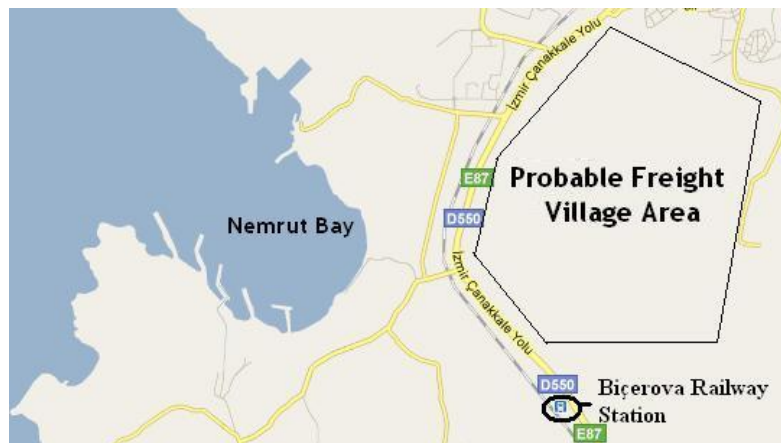 İzmir Çanakkale Yolu
E87
Probable Freight
Village Area
D550
Nemrut Bay
İzmir Çanakkale Yolu
D550
Biçerova Railway
Station
E87